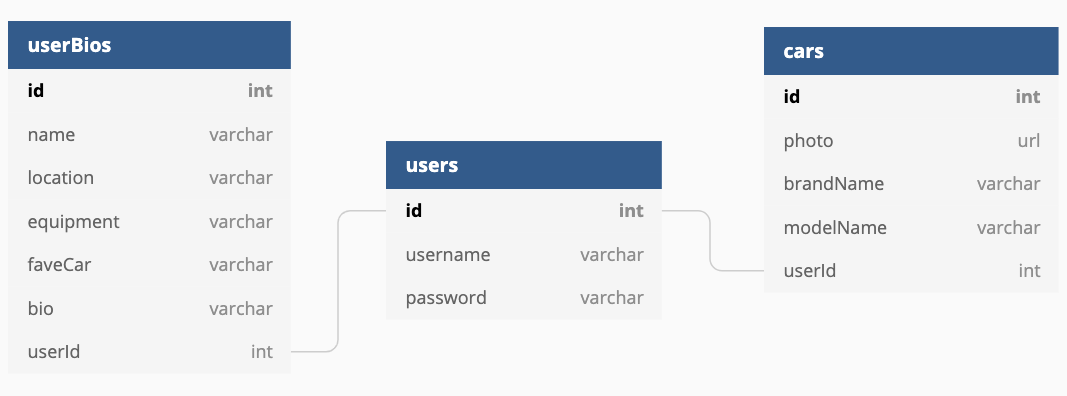 userBios
id int
name varchar
location varchar
equipment varchar
faveCar varchar
bio varchar
userId int
users
id int
username varchar
password varchar
cars
id int
photo url
brandName varchar
modelName varchar
userId int